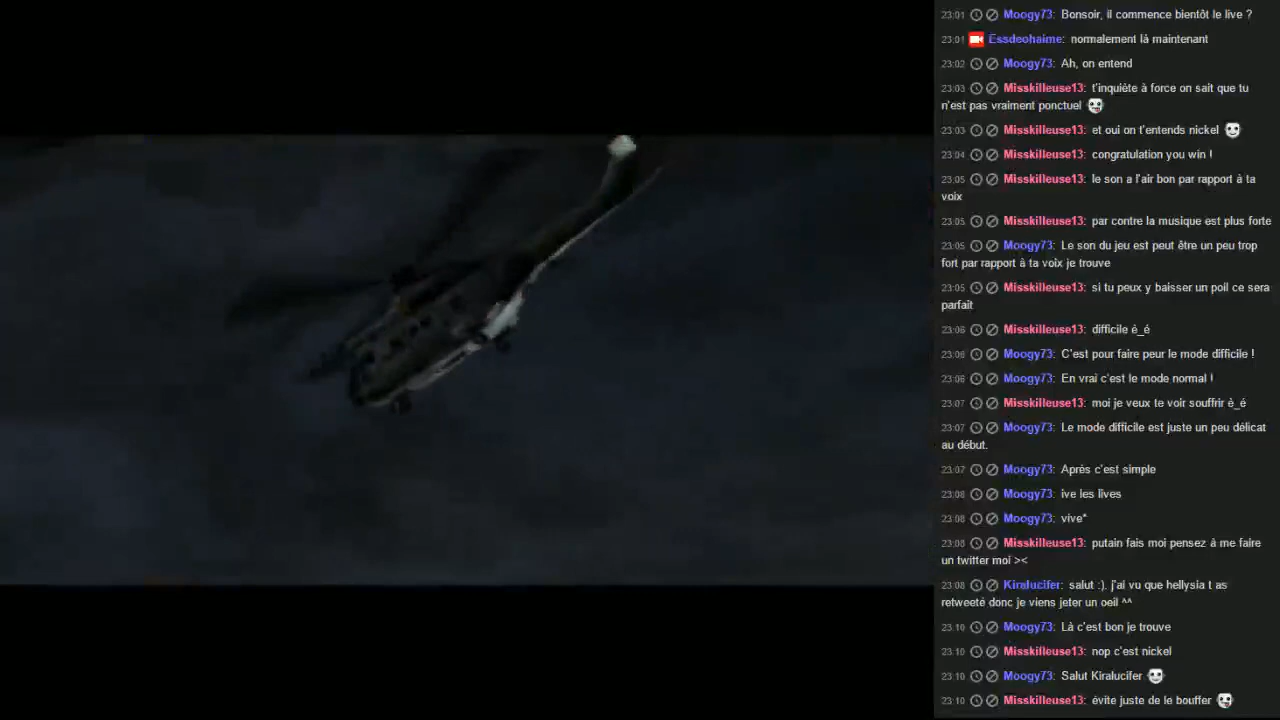 23:01 Moogy73: Bonsoir, il commence bientôt le live ?
23:01 Essdeohaime: normalement là maintenant
23:02 Moogy73: Ah, on entend
23:03 Misskilleuse13: t'inquiète à force on sait que tu
n'est pas vraiment ponctuel
23:03 Misskilleuse13: et oui on t'entends nickel
23:04 Misskilleuse13: congratulation you win !
23:05 Misskilleuse13: le son a l'air bon par rapport à ta
voix
23:05 Misskilleuse13: par contre la musique est plus forte
23:05 Moogy73: Le son du jeu est peut être un peu trop
fort par rapport à ta voix je trouve
23:05 Misskilleuse13: si tu peux y baisser un poil ce sera
parfait
23:06 Misskilleuse13: difficile é_é
23:06 Moogy73: C'est pour faire peur le mode difficile !
23:06 Moogy73: En vrai c'est le mode normal !
23:07 Misskilleuse13: moi je veux te voir souffrir è_é
23:07 Moogy73: Le mode difficile est juste un peu délicat
au début.
23:07 Moogy73: Après c'est simple
23:08 Moogy73: ive les lives
23:08 Moogy73: vive*
23:08 Misskilleuse13: putain fais moi pensez à me faire
un twitter moi ><
23:08 Kiralucifer: salut :). j'ai vu que hellysia t as
retweeté donc je viens jeter un oeil ^^
23:10 Moogy73: Là c'est bon je trouve
23:10 Misskilleuse13: nop c'est nickel
23:10 Moogy73: Salut Kiralucifer
23:10 Misskilleuse13: évite juste de le bouffer